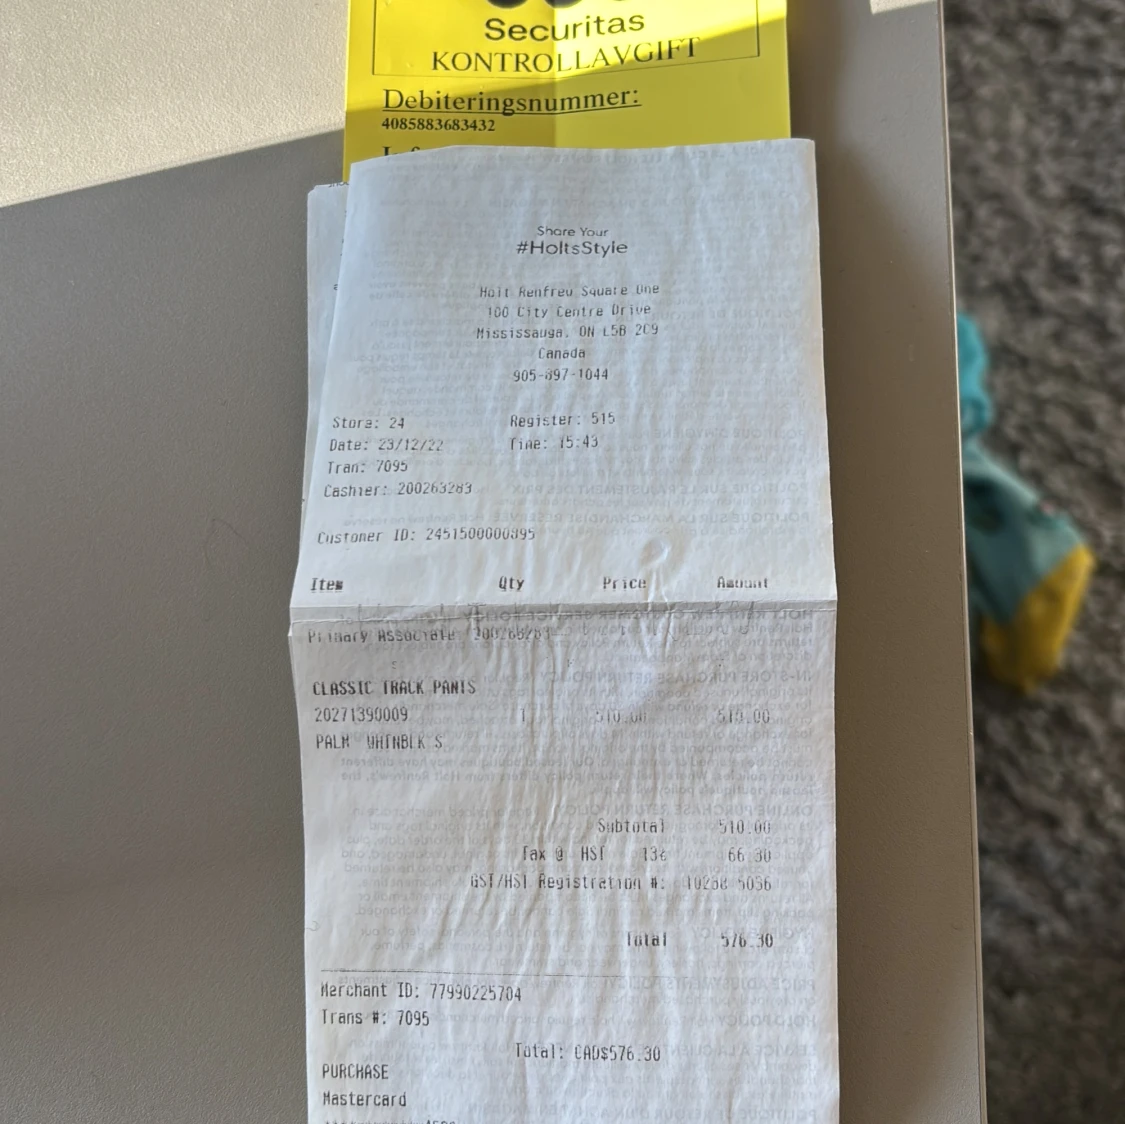 Securitas
KONTROLLAVGIFT
Debiteringsnummer:
4085883683432
Share Your
#HoltsStyle
Holt Renfrew Square One
100 City Centre Drive
Mississauga, ON L5B 2C9
Canada
905-897-1044
Store: 24 Register: 515
Date: 23/12/22 Time: 15:43
Tran: 7095
Cashier: 200263283
Customer ID: 2451500000895
Item Qty Price Amount
Primary Associate 200263283
CLASSIC TRACK PANTS
20271390009 1 510.00 510.00
PALM WHTNBLK S
Subtotal 510.00
Tax @ HST 13% 66.30
GST/HST Registration #: 5036
Total 576.30
Merchant ID: 77990225704
Trans #: 7095
Total: CAD$576.30
PURCHASE
Mastercard